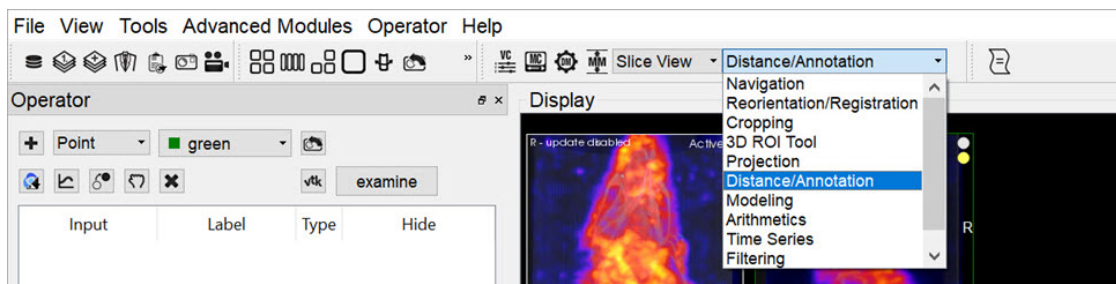 File View Tools Advanced Modules Operator Help
VC MC DM MM Slice View Distance/Annotation
Operator
Display
Navigation
Reorientation/Registration
Cropping
3D ROI Tool
Projection
Distance/Annotation
Modeling
Arithmetics
Time Series
Filtering
Point green
R - update disabled Active
√tk examine
Input Label Type Hide
R